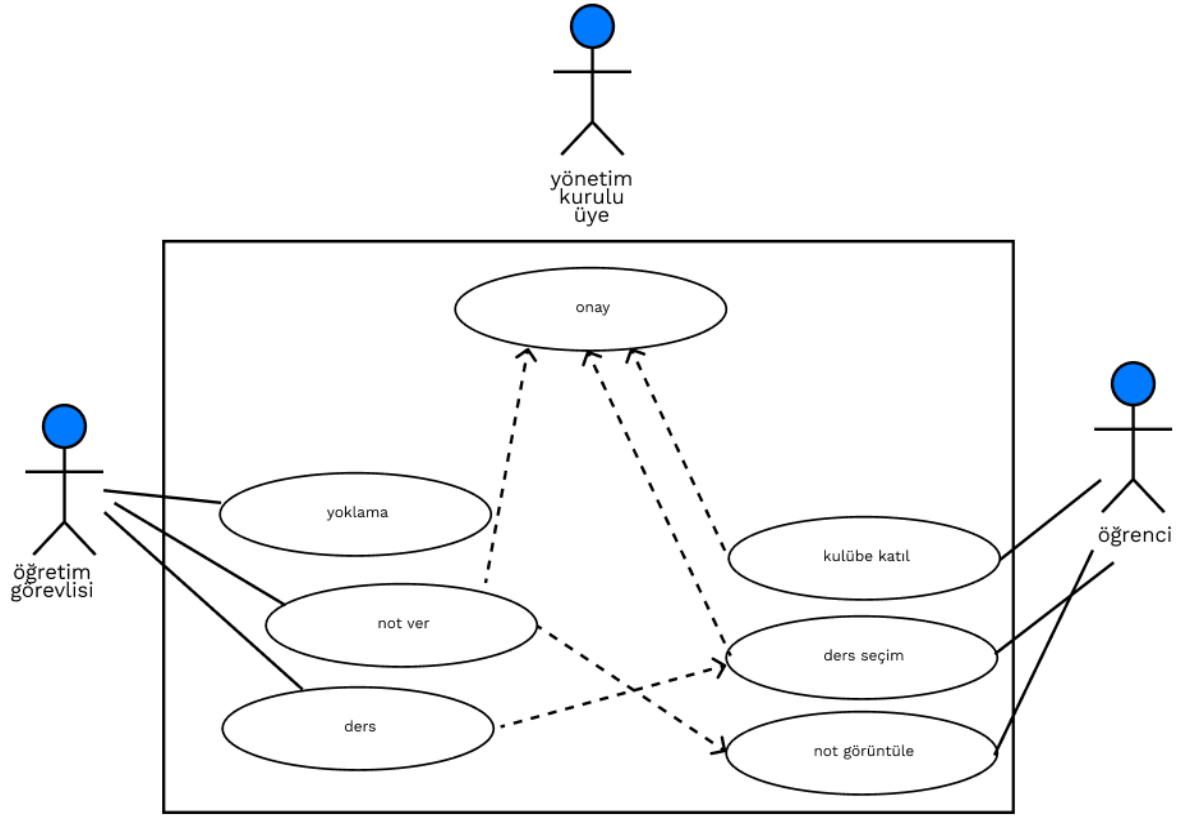 yönetim
kurulu
üye
onay
yoklama
öğretim
görevlisi
not ver
ders
öğrenci
kulübe katıl
ders seçim
not görüntüle